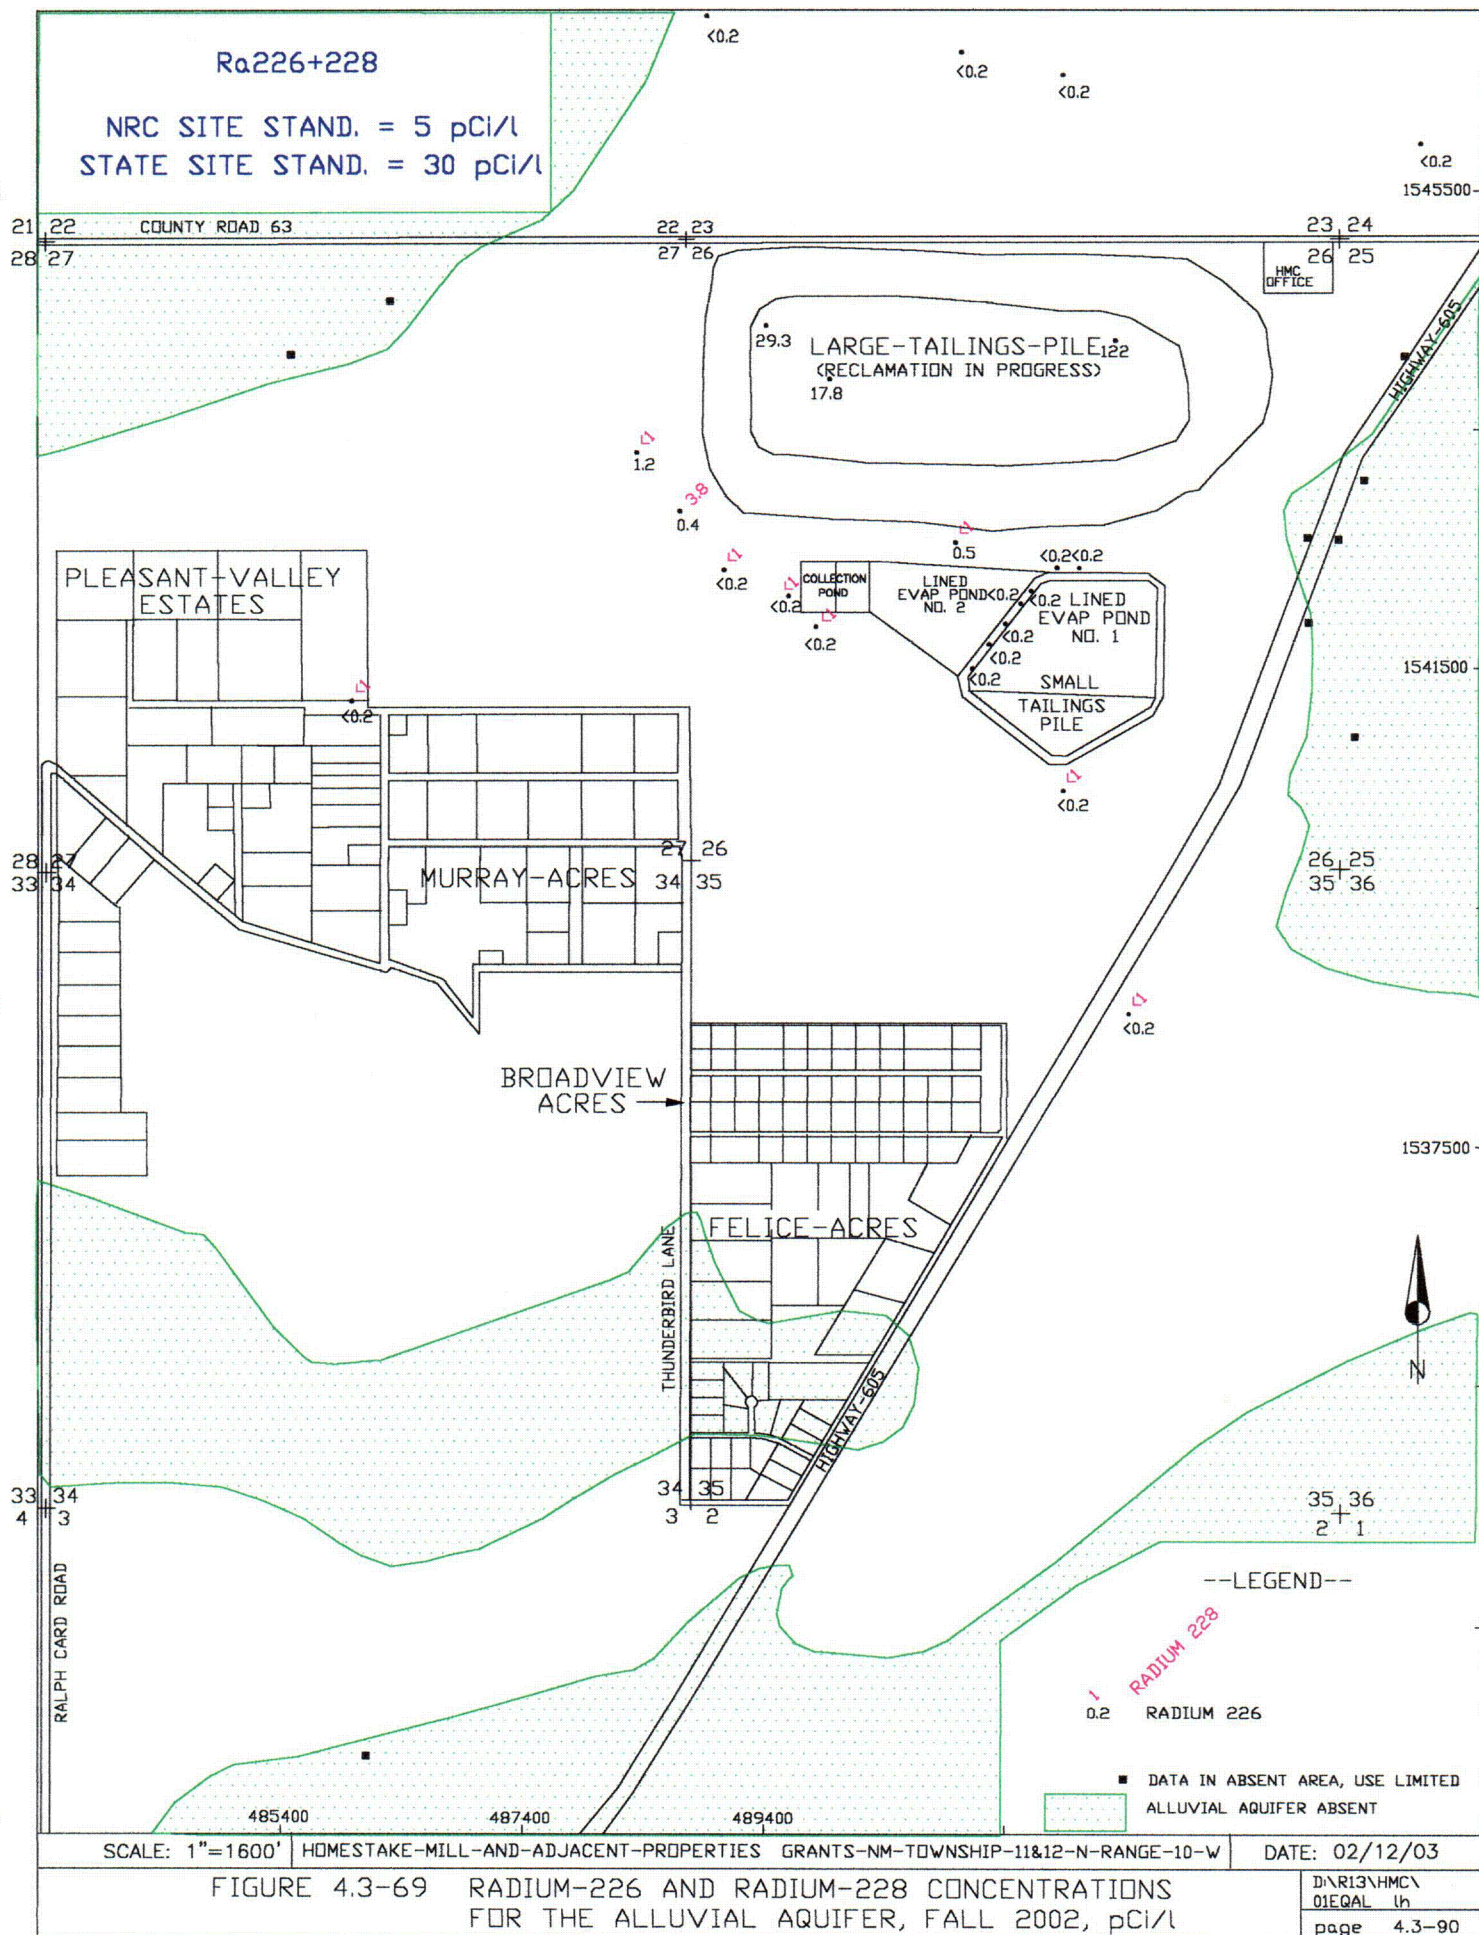 Ra226+228
NRC SITE STAND. = 5 pCi/l
STATE SITE STAND. = 30 pCi/l
<0.2
<0.2
<0.2
<0.2
1545500
21 22
28 27
COUNTY ROAD 63
22 23
27 26
23 24
26 25
HMC
OFFICE
HIGHWAY-605
29.3
LARGE-TAILINGS-PILE
122
(RECLAMATION IN PROGRESS)
17.8
<1
1.2
3.8
0.4
<1
0.5
<1
<0.2
<1
<0.2
<1
<0.2
COLLECTION
POND
LINED
EVAP POND
NO. 2
<0.2
<0.2
<0.2
<0.2
<0.2
<0.2
<0.2
LINED
EVAP POND
NO. 1
1541500
SMALL
TAILINGS
PILE
PLEASANT-VALLEY
ESTATES
<1
<0.2
<1
<0.2
28 27
33 34
MURRAY-ACRES
27 26
34 35
26 25
35 36
<1
<0.2
BROADVIEW
ACRES
1537500
FELICE-ACRES
THUNDERBIRD LANE
HIGHWAY-605
N
33 34
4 3
34 35
3 2
35 36
2 1
RALPH CARD ROAD
--LEGEND--
1 RADIUM 228
0.2 RADIUM 226
DATA IN ABSENT AREA, USE LIMITED
ALLUVIAL AQUIFER ABSENT
485400
487400
489400
SCALE: 1"=1600'
HOMESTAKE-MILL-AND-ADJACENT-PROPERTIES GRANTS-NM-TOWNSHIP-11&12-N-RANGE-10-W
DATE: 02/12/03
FIGURE 4.3-69 RADIUM-226 AND RADIUM-228 CONCENTRATIONS
FOR THE ALLUVIAL AQUIFER, FALL 2002, pCi/l
D:\R13\HMC\
01EQAL lh
page 4.3-90